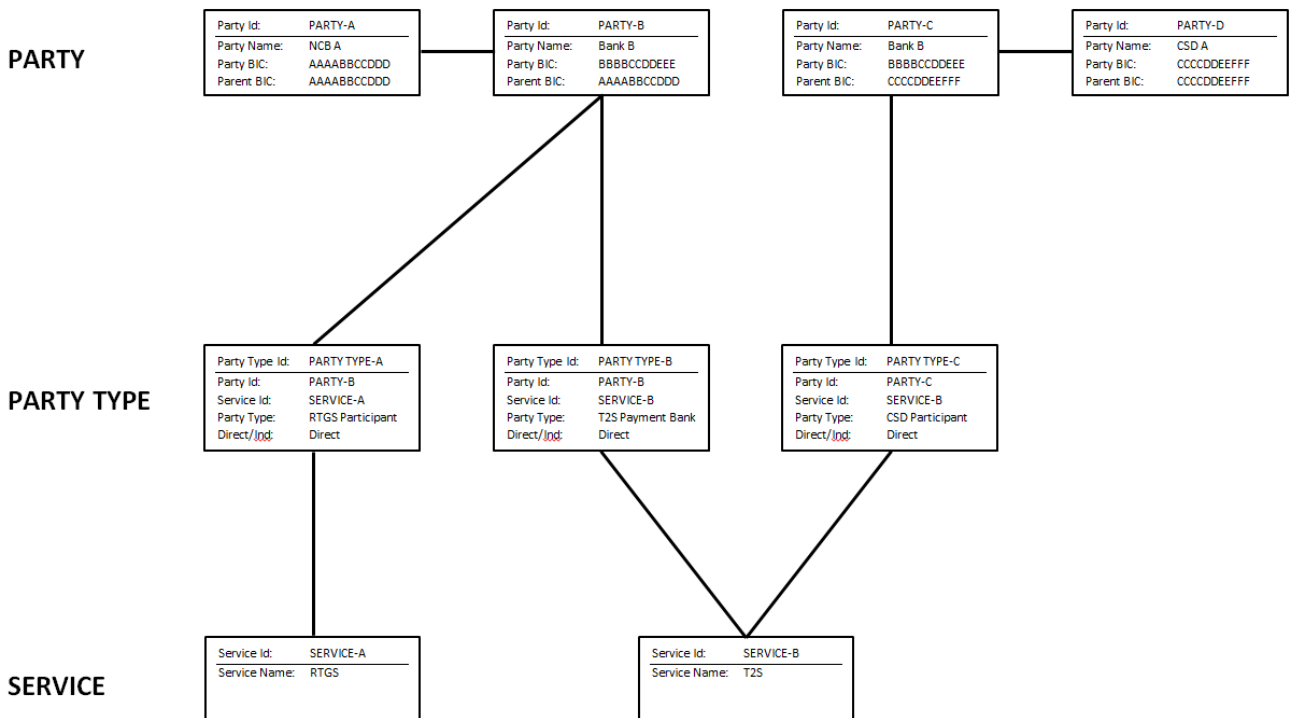 PARTY
Party Id: PARTY-A
Party Name: NCB A
Party BIC: AAAABBCCDDD
Parent BIC: AAAABBCCDDD
Party Id: PARTY-B
Party Name: Bank B
Party BIC: BBBBCCDDEEE
Parent BIC: AAAABBCCDDD
Party Id: PARTY-C
Party Name: Bank B
Party BIC: BBBBCCDDEEE
Parent BIC: CCCCDDEEFFF
Party Id: PARTY-D
Party Name: CSD A
Party BIC: CCCCDDEEFFF
Parent BIC: CCCCDDEEFFF
PARTY TYPE
Party Type Id: PARTY TYPE-A
Party Id: PARTY-B
Service Id: SERVICE-A
Party Type: RTGS Participant
Direct/Ind: Direct
Party Type Id: PARTY TYPE-B
Party Id: PARTY-B
Service Id: SERVICE-B
Party Type: T2S Payment Bank
Direct/Ind: Direct
Party Type Id: PARTY TYPE-C
Party Id: PARTY-C
Service Id: SERVICE-B
Party Type: CSD Participant
Direct/Ind: Direct
SERVICE
Service Id: SERVICE-A
Service Name: RTGS
Service Id: SERVICE-B
Service Name: T2S